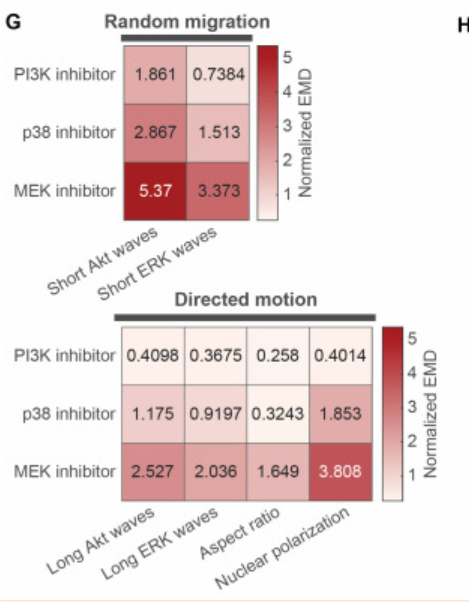 G
H
Random migration
PI3K inhibitor 1.861 0.7384
p38 inhibitor 2.867 1.513
MEK inhibitor 5.37 3.373
Short Akt waves
Short ERK waves
5
4
3
2
1
Normalized EMD
Directed motion
PI3K inhibitor 0.4098 0.3675 0.258 0.4014
p38 inhibitor 1.175 0.9197 0.3243 1.853
MEK inhibitor 2.527 2.036 1.649 3.808
Long Akt waves
Long ERK waves
Aspect ratio
Nuclear polarization
5
4
3
2
1
Normalized EMD